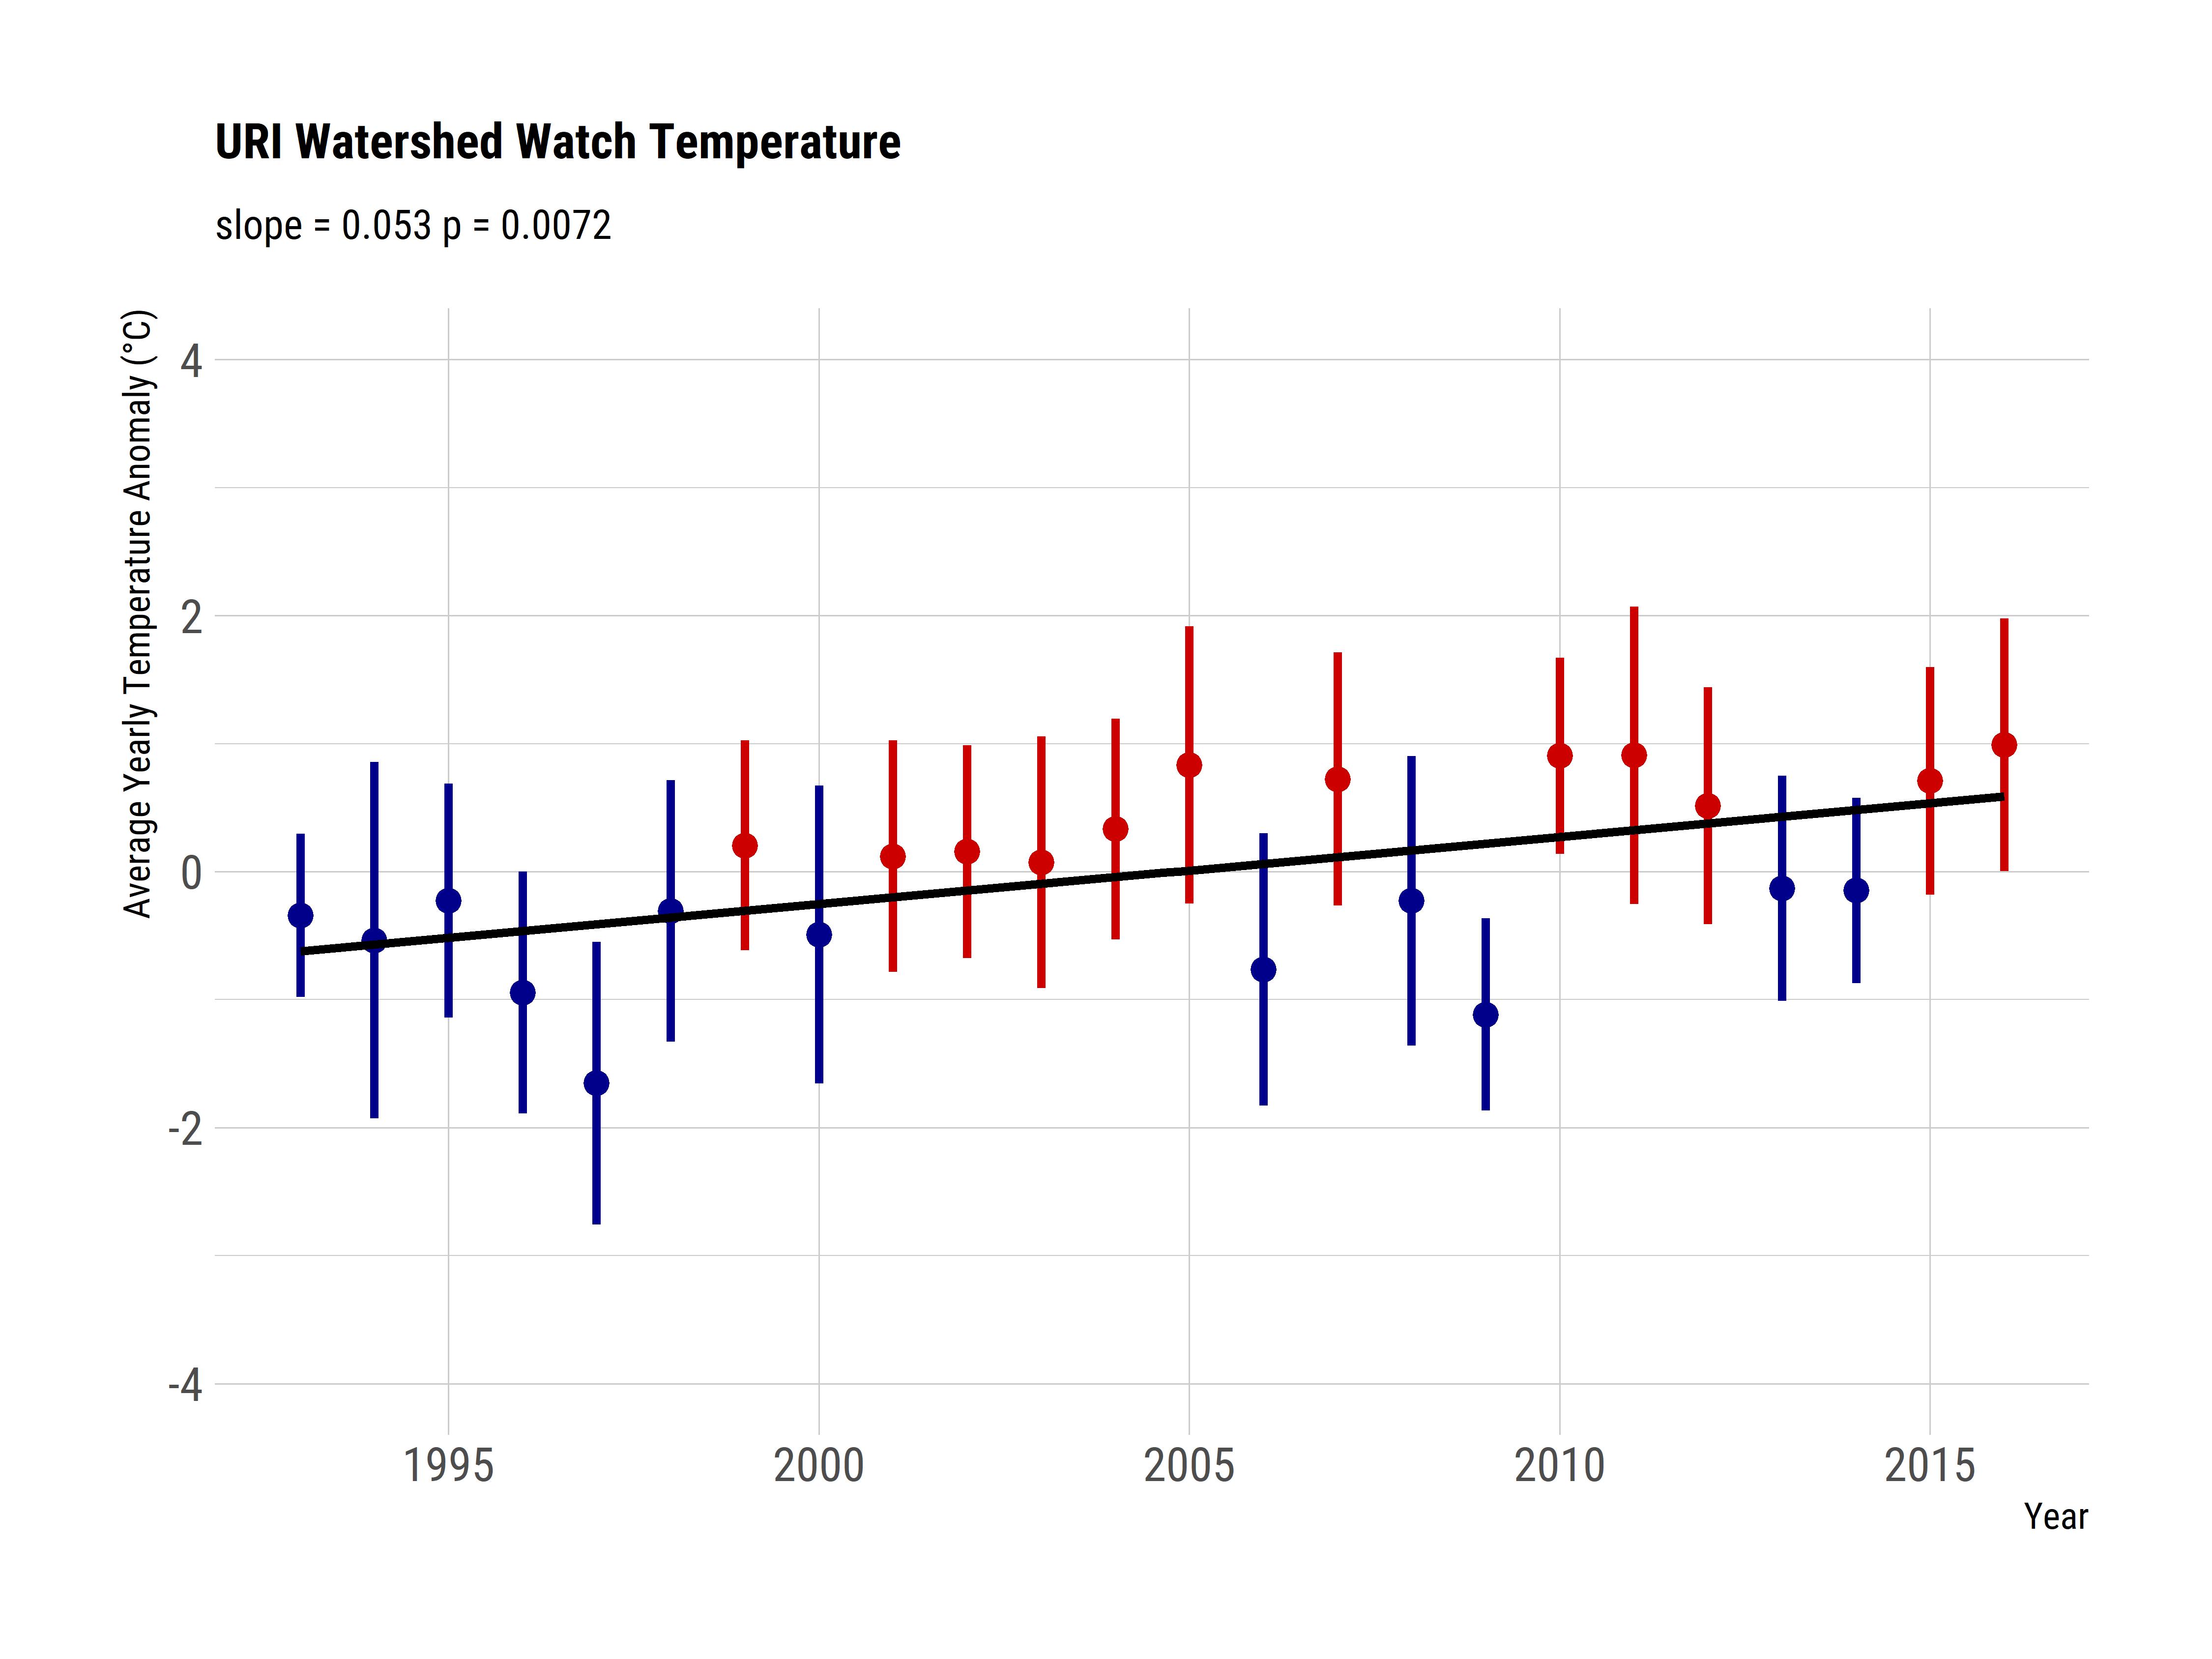 URI Watershed Watch Temperature
slope = 0.053 p = 0.0072
Average Yearly Temperature Anomaly (°C)
4
2
0
-2
-4
1995 2000 2005 2010 2015
Year